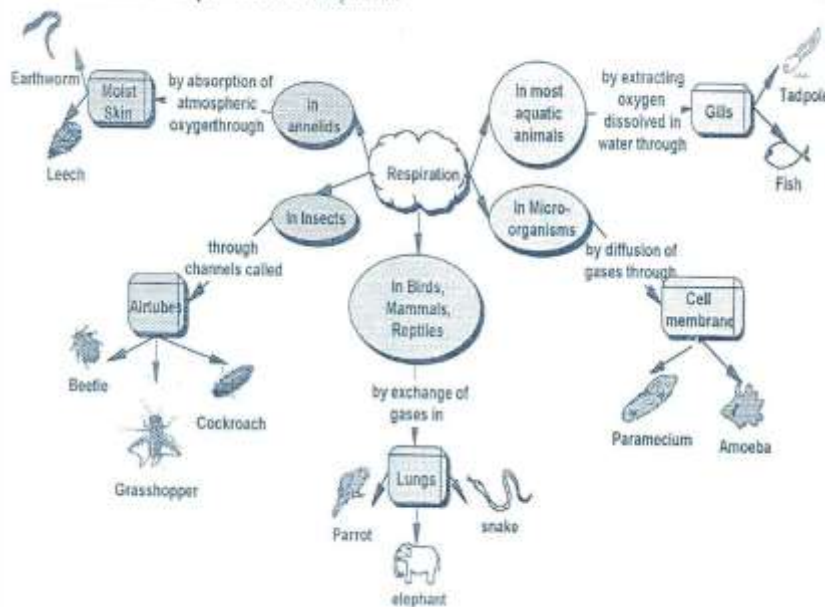 Earthworm
Moist
Skin
by absorption of
atmospheric
oxygerthrough
in
annelids
Leech
Respiration
In most
aquatic
animals
by extracting
oxygen
dissolved in
water through
Gills
Tadpole
Fish
In Insects
through
channels called
Airtubes
Beetle
Cockroach
Grasshopper
In Birds,
Mammals,
Reptiles
by exchange of
gases in
Lungs
Parrot
snake
elephant
In Micro-
organisms
by diffusion of
gases through
Cell
membrane
Paramecium
Amoeba